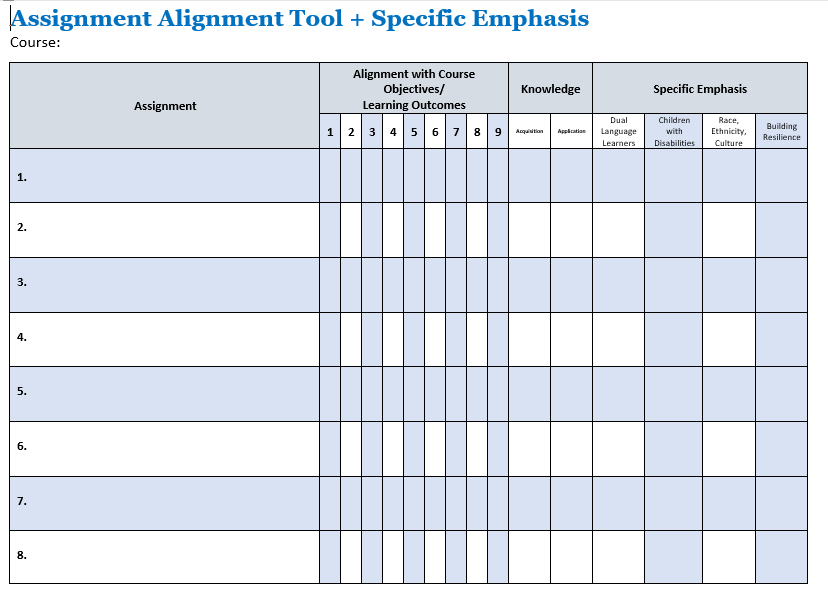 Assignment Alignment Tool + Specific Emphasis
Course:
Assignment
Alignment with Course
Objectives/
Learning Outcomes
Knowledge
Specific Emphasis
1 2 3 4 5 6 7 8 9
Acquisition
Application
Dual
Language
Learners
Children
with
Disabilities
Race,
Ethnicity,
Culture
Building
Resilience
1.
2.
3.
4.
5.
6.
7.
8.